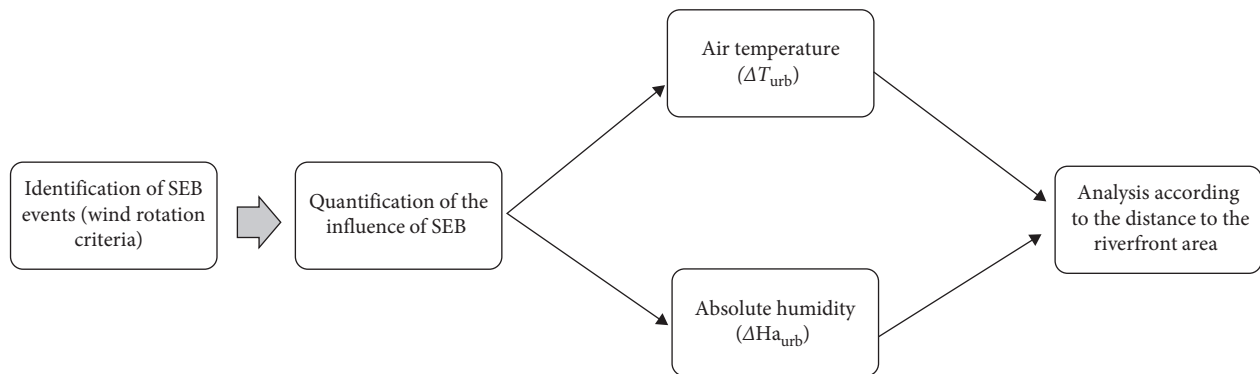 Identification of SEB
events (wind rotation
criteria)
Quantification of the
influence of SEB
Air temperature
(ΔT_urb)
Absolute humidity
(ΔHa_urb)
Analysis according
to the distance to the
riverfront area